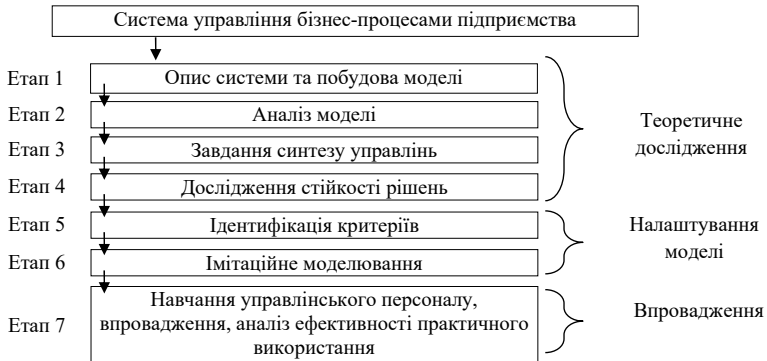 Система управління бізнес-процесами підприємства
Етап 1
Опис системи та побудова моделі
Етап 2
Аналіз моделі
Етап 3
Завдання синтезу управлінь
Етап 4
Дослідження стійкості рішень
Теоретичне
дослідження
Етап 5
Ідентифікація критеріїв
Етап 6
Імітаційне моделювання
Налаштування
моделі
Етап 7
Навчання управлінського персоналу,
впровадження, аналіз ефективності практичного
використання
Впровадження